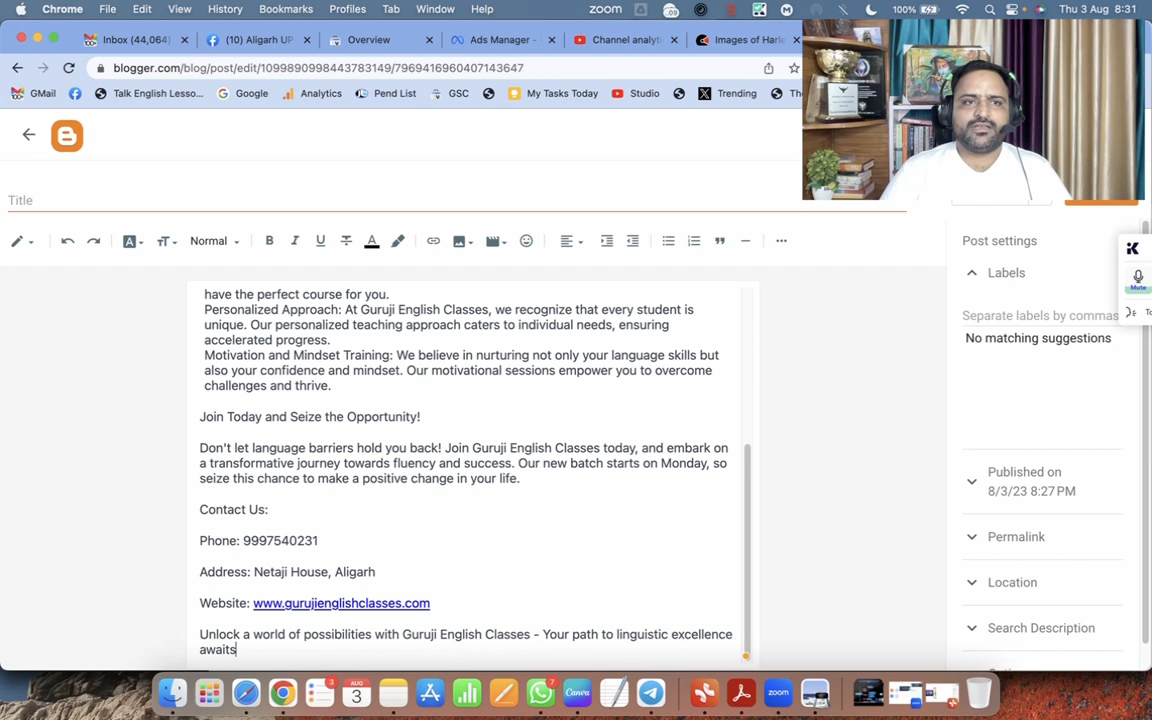 Chrome File Edit View History Bookmarks Profiles Tab Window Help zoom 100% Thu 3 Aug 8:31
Inbox (44,064) (10) Aligarh UP Overview Ads Manager - Channel analyti Images of Harle
blogger.com/blog/post/edit/1099890998443783149/7969416960407143647
GMail Talk English Lesso... Google Analytics Pend List GSC My Tasks Today Studio Trending
Title
Normal
have the perfect course for you.
Personalized Approach: At Guruji English Classes, we recognize that every student is
unique. Our personalized teaching approach caters to individual needs, ensuring
accelerated progress.
Motivation and Mindset Training: We believe in nurturing not only your language skills but
also your confidence and mindset. Our motivational sessions empower you to overcome
challenges and thrive.
Join Today and Seize the Opportunity!
Don't let language barriers hold you back! Join Guruji English Classes today, and embark on
a transformative journey towards fluency and success. Our new batch starts on Monday, so
seize this chance to make a positive change in your life.
Contact Us:
Phone: 9997540231
Address: Netaji House, Aligarh
Website: www.gurujienglishclasses.com
Unlock a world of possibilities with Guruji English Classes - Your path to linguistic excellence
awaits
Post settings
Labels
Separate labels by commas
No matching suggestions
Published on
8/3/23 8:27 PM
Permalink
Location
Search Description
Mute
3
AUG
3
7
Canva
zoom